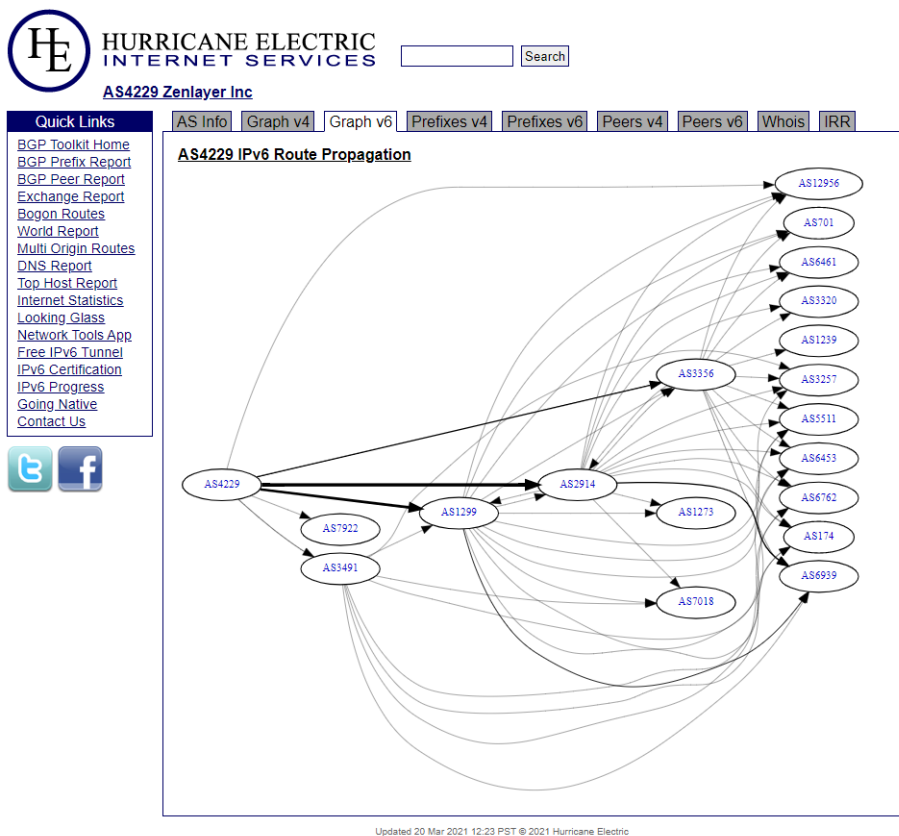 HE
HURRICANE ELECTRIC
INTERNET SERVICES
Search
AS4229 Zenlayer Inc
Quick Links
BGP Toolkit Home
BGP Prefix Report
BGP Peer Report
Exchange Report
Bogon Routes
World Report
Multi Origin Routes
DNS Report
Top Host Report
Internet Statistics
Looking Glass
Network Tools App
Free IPv6 Tunnel
IPv6 Certification
IPv6 Progress
Going Native
Contact Us
AS Info Graph v4 Graph v6 Prefixes v4 Prefixes v6 Peers v4 Peers v6 Whois IRR
AS4229 IPv6 Route Propagation
AS12956
AS701
AS6461
AS3320
AS1239
AS3356
AS3257
AS5511
AS6453
AS4229
AS2914
AS6762
AS1299
AS1273
AS7922
AS174
AS3491
AS6939
AS7018
Updated 20 Mar 2021 12:23 PST © 2021 Hurricane Electric